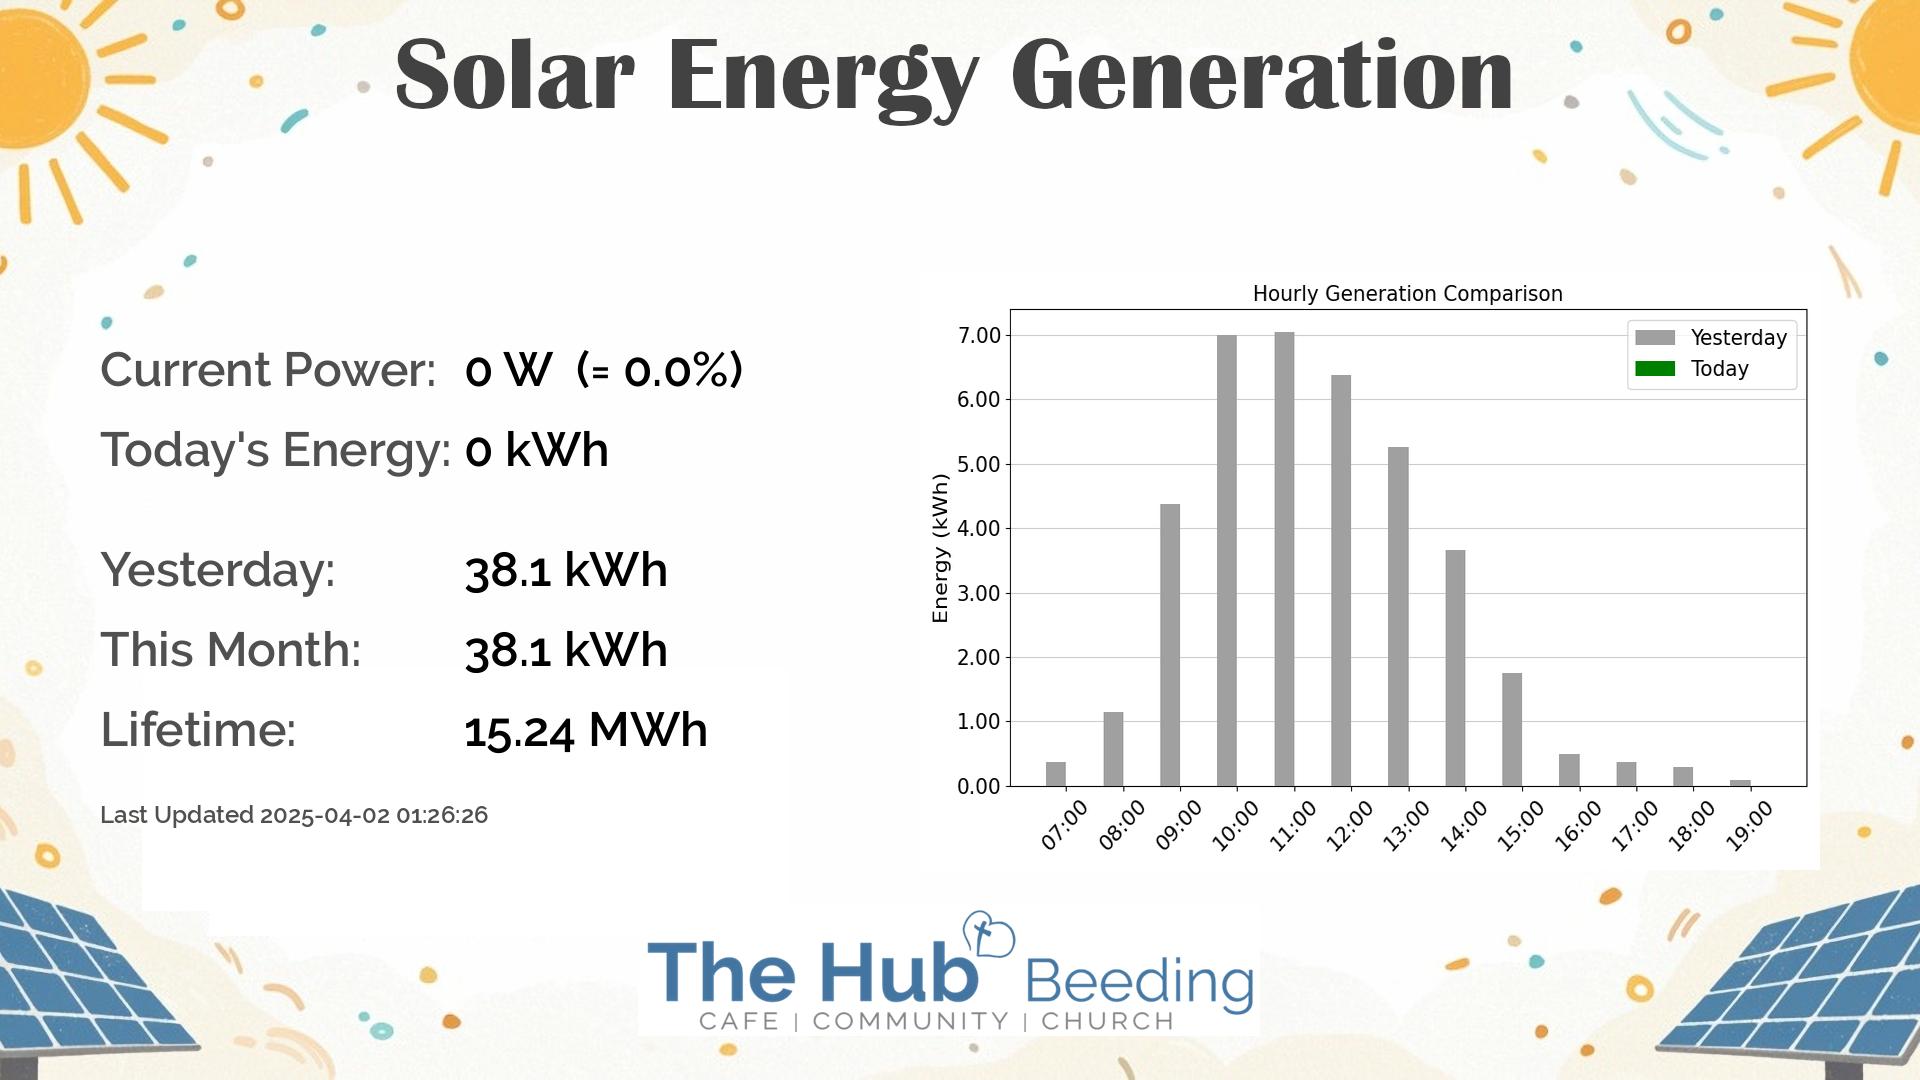 Solar Energy Generation
Current Power: 0 W (= 0.0%)
Today's Energy: 0 kWh
Yesterday: 38.1 kWh
This Month: 38.1 kWh
Lifetime: 15.24 MWh
Last Updated 2025-04-02 01:26:26
Hourly Generation Comparison
Yesterday
Today
Energy (kWh)
7.00
6.00
5.00
4.00
3.00
2.00
1.00
0.00
07:00 08:00 09:00 10:00 11:00 12:00 13:00 14:00 15:00 16:00 17:00 18:00 19:00
The Hub Beeding
CAFE | COMMUNITY | CHURCH